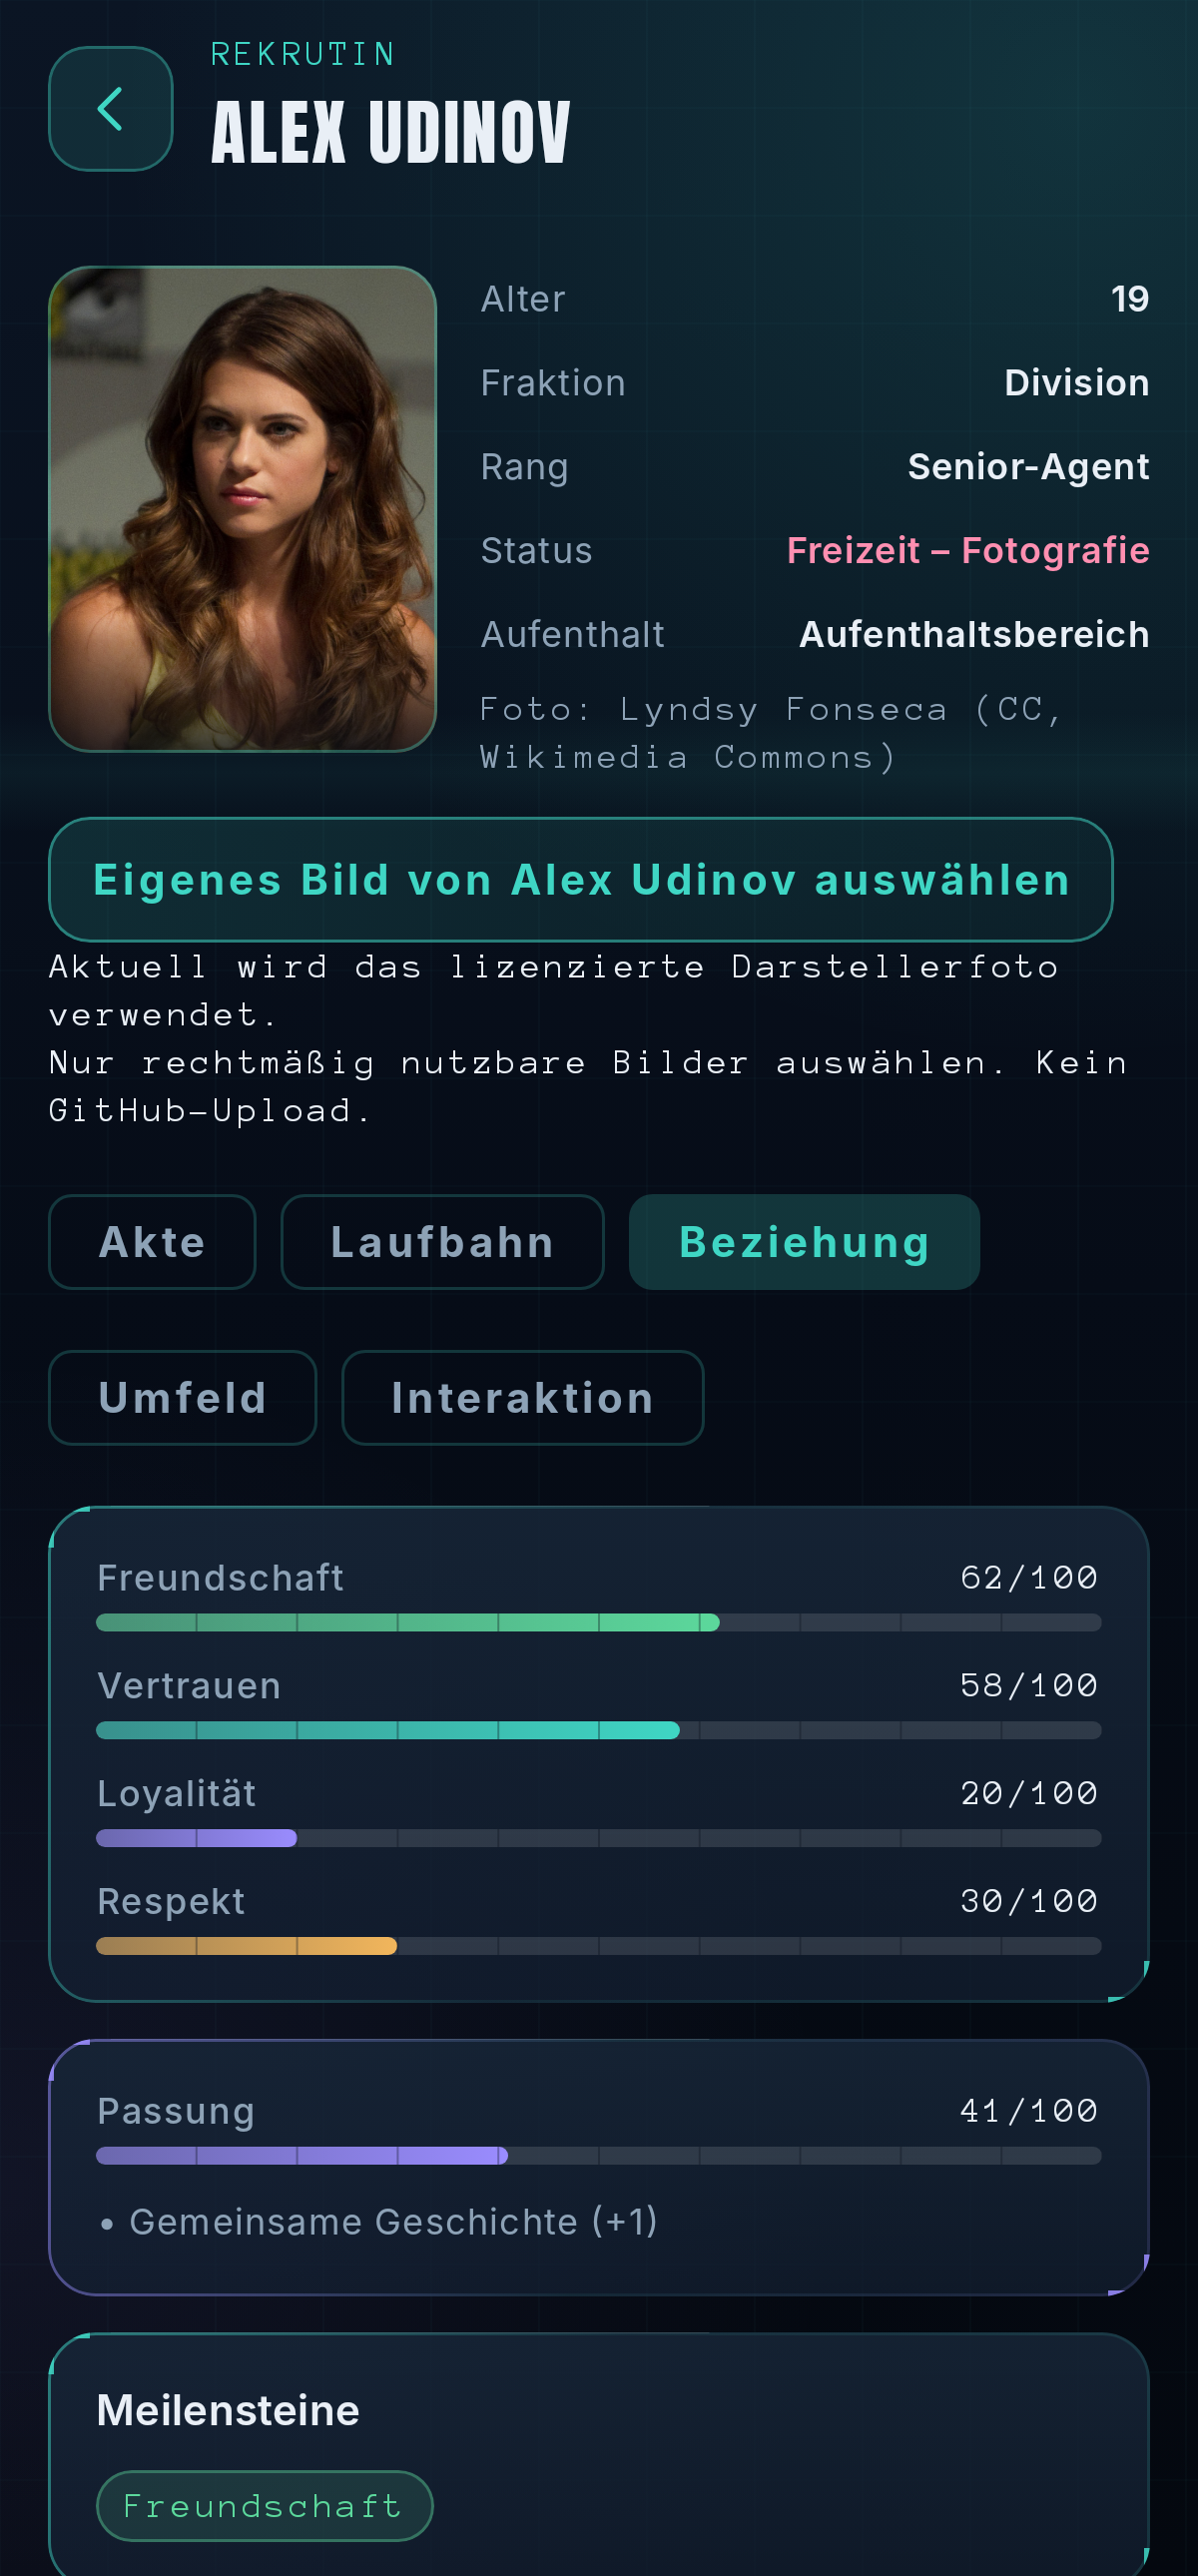 REKRUTIN
ALEX UDINOV
Alter 19
Fraktion Division
Rang Senior-Agent
Status Freizeit – Fotografie
Aufenthalt Aufenthaltsbereich
Foto: Lyndsy Fonseca (CC,
Wikimedia Commons)
Eigenes Bild von Alex Udinov auswählen
Aktuell wird das lizenzierte Darstellerfoto
verwendet.
Nur rechtmäßig nutzbare Bilder auswählen. Kein
GitHub-Upload.
Akte Laufbahn Beziehung
Umfeld Interaktion
Freundschaft 62/100
Vertrauen 58/100
Loyalität 20/100
Respekt 30/100
Passung 41/100
• Gemeinsame Geschichte (+1)
Meilensteine
Freundschaft